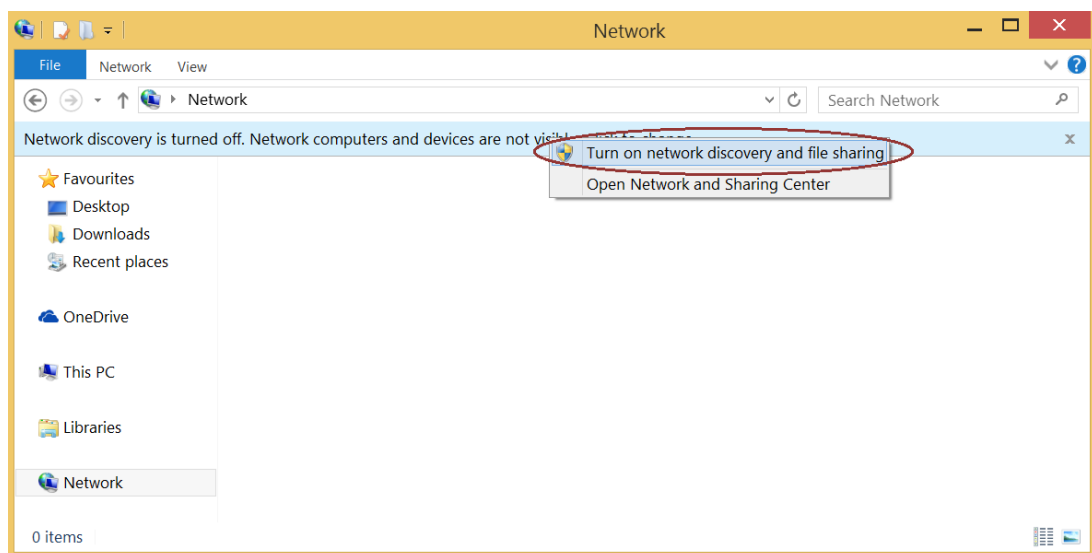 Network
File Network View
Network
Search Network
Network discovery is turned off. Network computers and devices are not
Turn on network discovery and file sharing
Open Network and Sharing Center
Favourites
Desktop
Downloads
Recent places
OneDrive
This PC
Libraries
Network
0 items